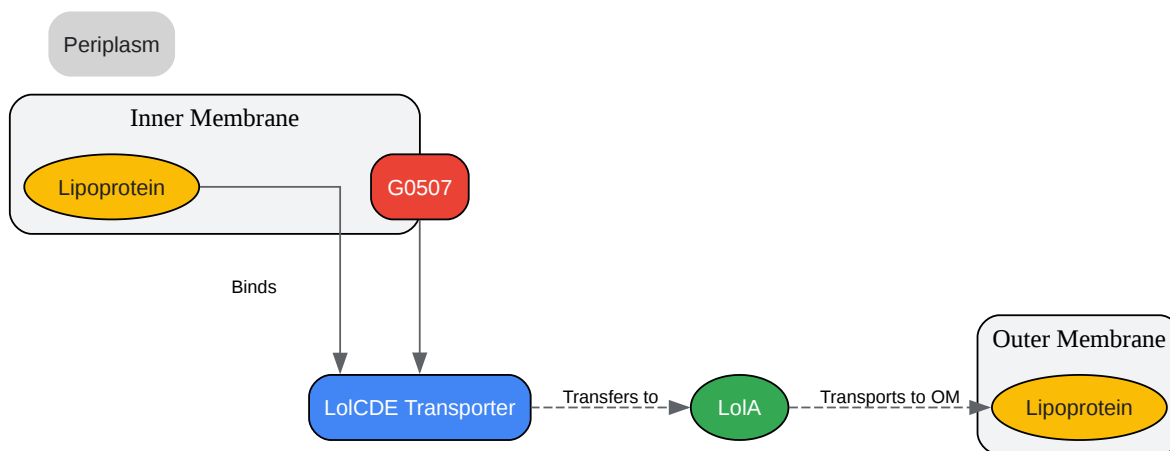 Periplasm
Inner Membrane
Lipoprotein
G0507
Binds
Outer Membrane
LolCDE Transporter
Transfers to
LolA
Transports to OM
Lipoprotein